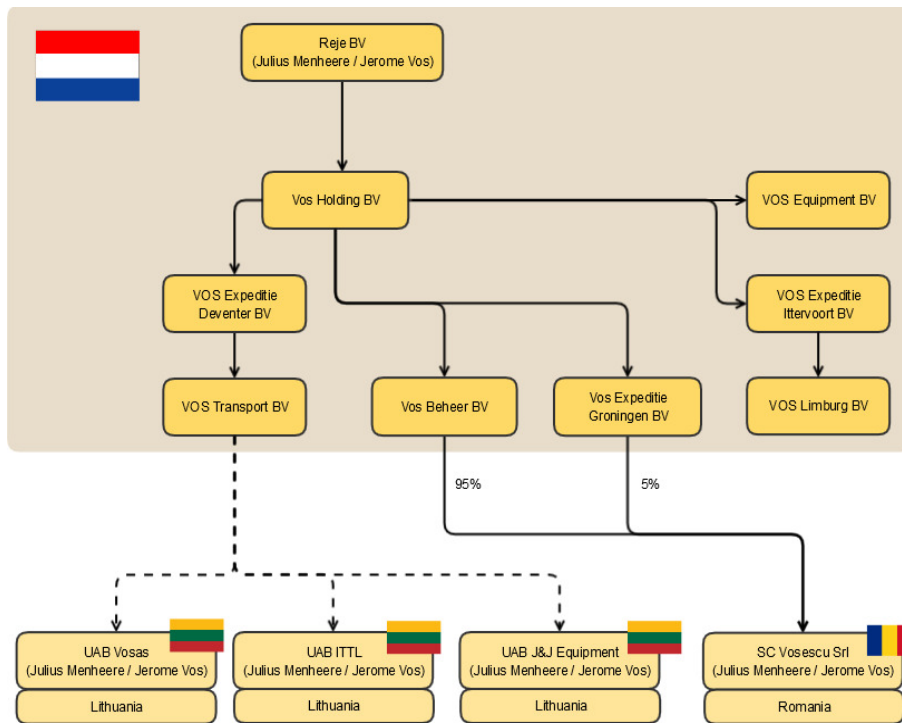 Reje BV
(Julius Menheere / Jerome Vos)
Vos Holding BV
VOS Equipment BV
VOS Expeditie
Deventer BV
VOS Expeditie
Ittervoort BV
VOS Transport BV
Vos Beheer BV
Vos Expeditie
Groningen BV
VOS Limburg BV
95%
5%
UAB Vosas
(Julius Menheere / Jerome Vos)
Lithuania
UAB ITTL
(Julius Menheere / Jerome Vos)
Lithuania
UAB J&J Equipment
(Julius Menheere / Jerome Vos)
Lithuania
SC Vosescu Srl
(Julius Menheere / Jerome Vos)
Romania